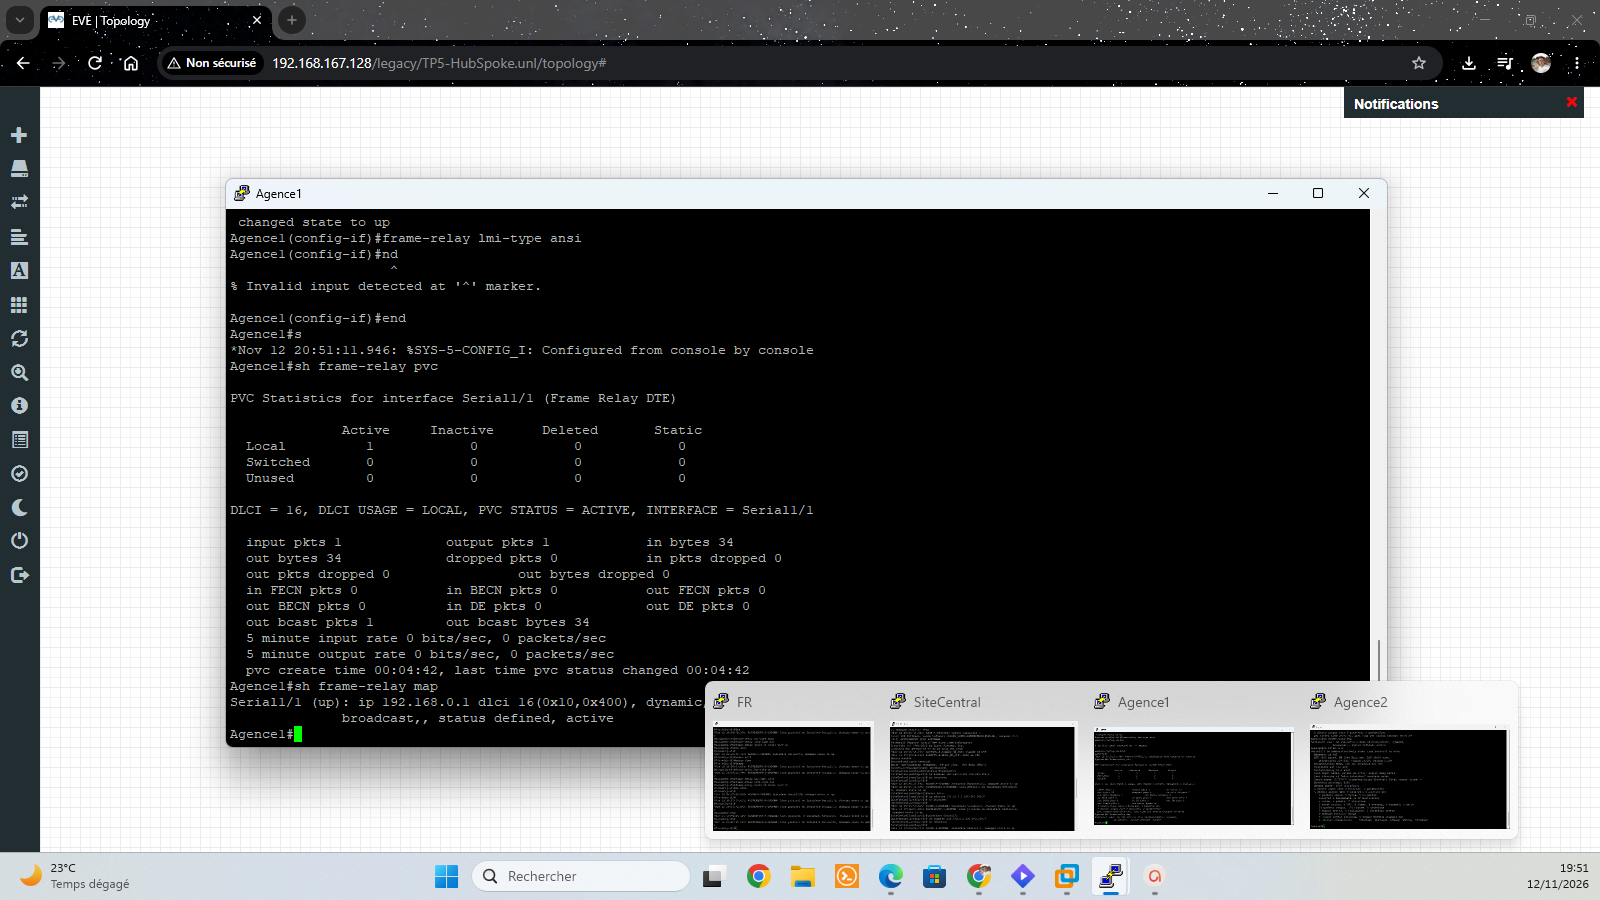 EVE | Topology
Non sécurisé
192.168.167.128/legacy/TP5-HubSpoke.unl/topology#
Notifications
Agence1
changed state to up
Agence1(config-if)#frame-relay lmi-type ansi
Agence1(config-if)#nd
^
% Invalid input detected at '^' marker.
Agence1(config-if)#end
Agence1#s
*Nov 12 20:51:11.946: %SYS-5-CONFIG_I: Configured from console by console
Agence1#sh frame-relay pvc
PVC Statistics for interface Serial1/1 (Frame Relay DTE)
Active Inactive Deleted Static
Local 1 0 0 0
Switched 0 0 0 0
Unused 0 0 0 0
DLCI = 16, DLCI USAGE = LOCAL, PVC STATUS = ACTIVE, INTERFACE = Serial1/1
input pkts 1 output pkts 1 in bytes 34
out bytes 34 dropped pkts 0 in pkts dropped 0
out pkts dropped 0 out bytes dropped 0
in FECN pkts 0 in BECN pkts 0 out FECN pkts 0
out BECN pkts 0 in DE pkts 0 out DE pkts 0
out bcast pkts 1 out bcast bytes 34
5 minute input rate 0 bits/sec, 0 packets/sec
5 minute output rate 0 bits/sec, 0 packets/sec
pvc create time 00:04:42, last time pvc status changed 00:04:42
Agence1#sh frame-relay map
Serial1/1 (up): ip 192.168.0.1 dlci 16(0x10,0x400), dynamic,
broadcast,, status defined, active
Agence1#
FR
SiteCentral
Agence1
Agence2
23°C
Temps dégagé
Rechercher
19:51
12/11/2026